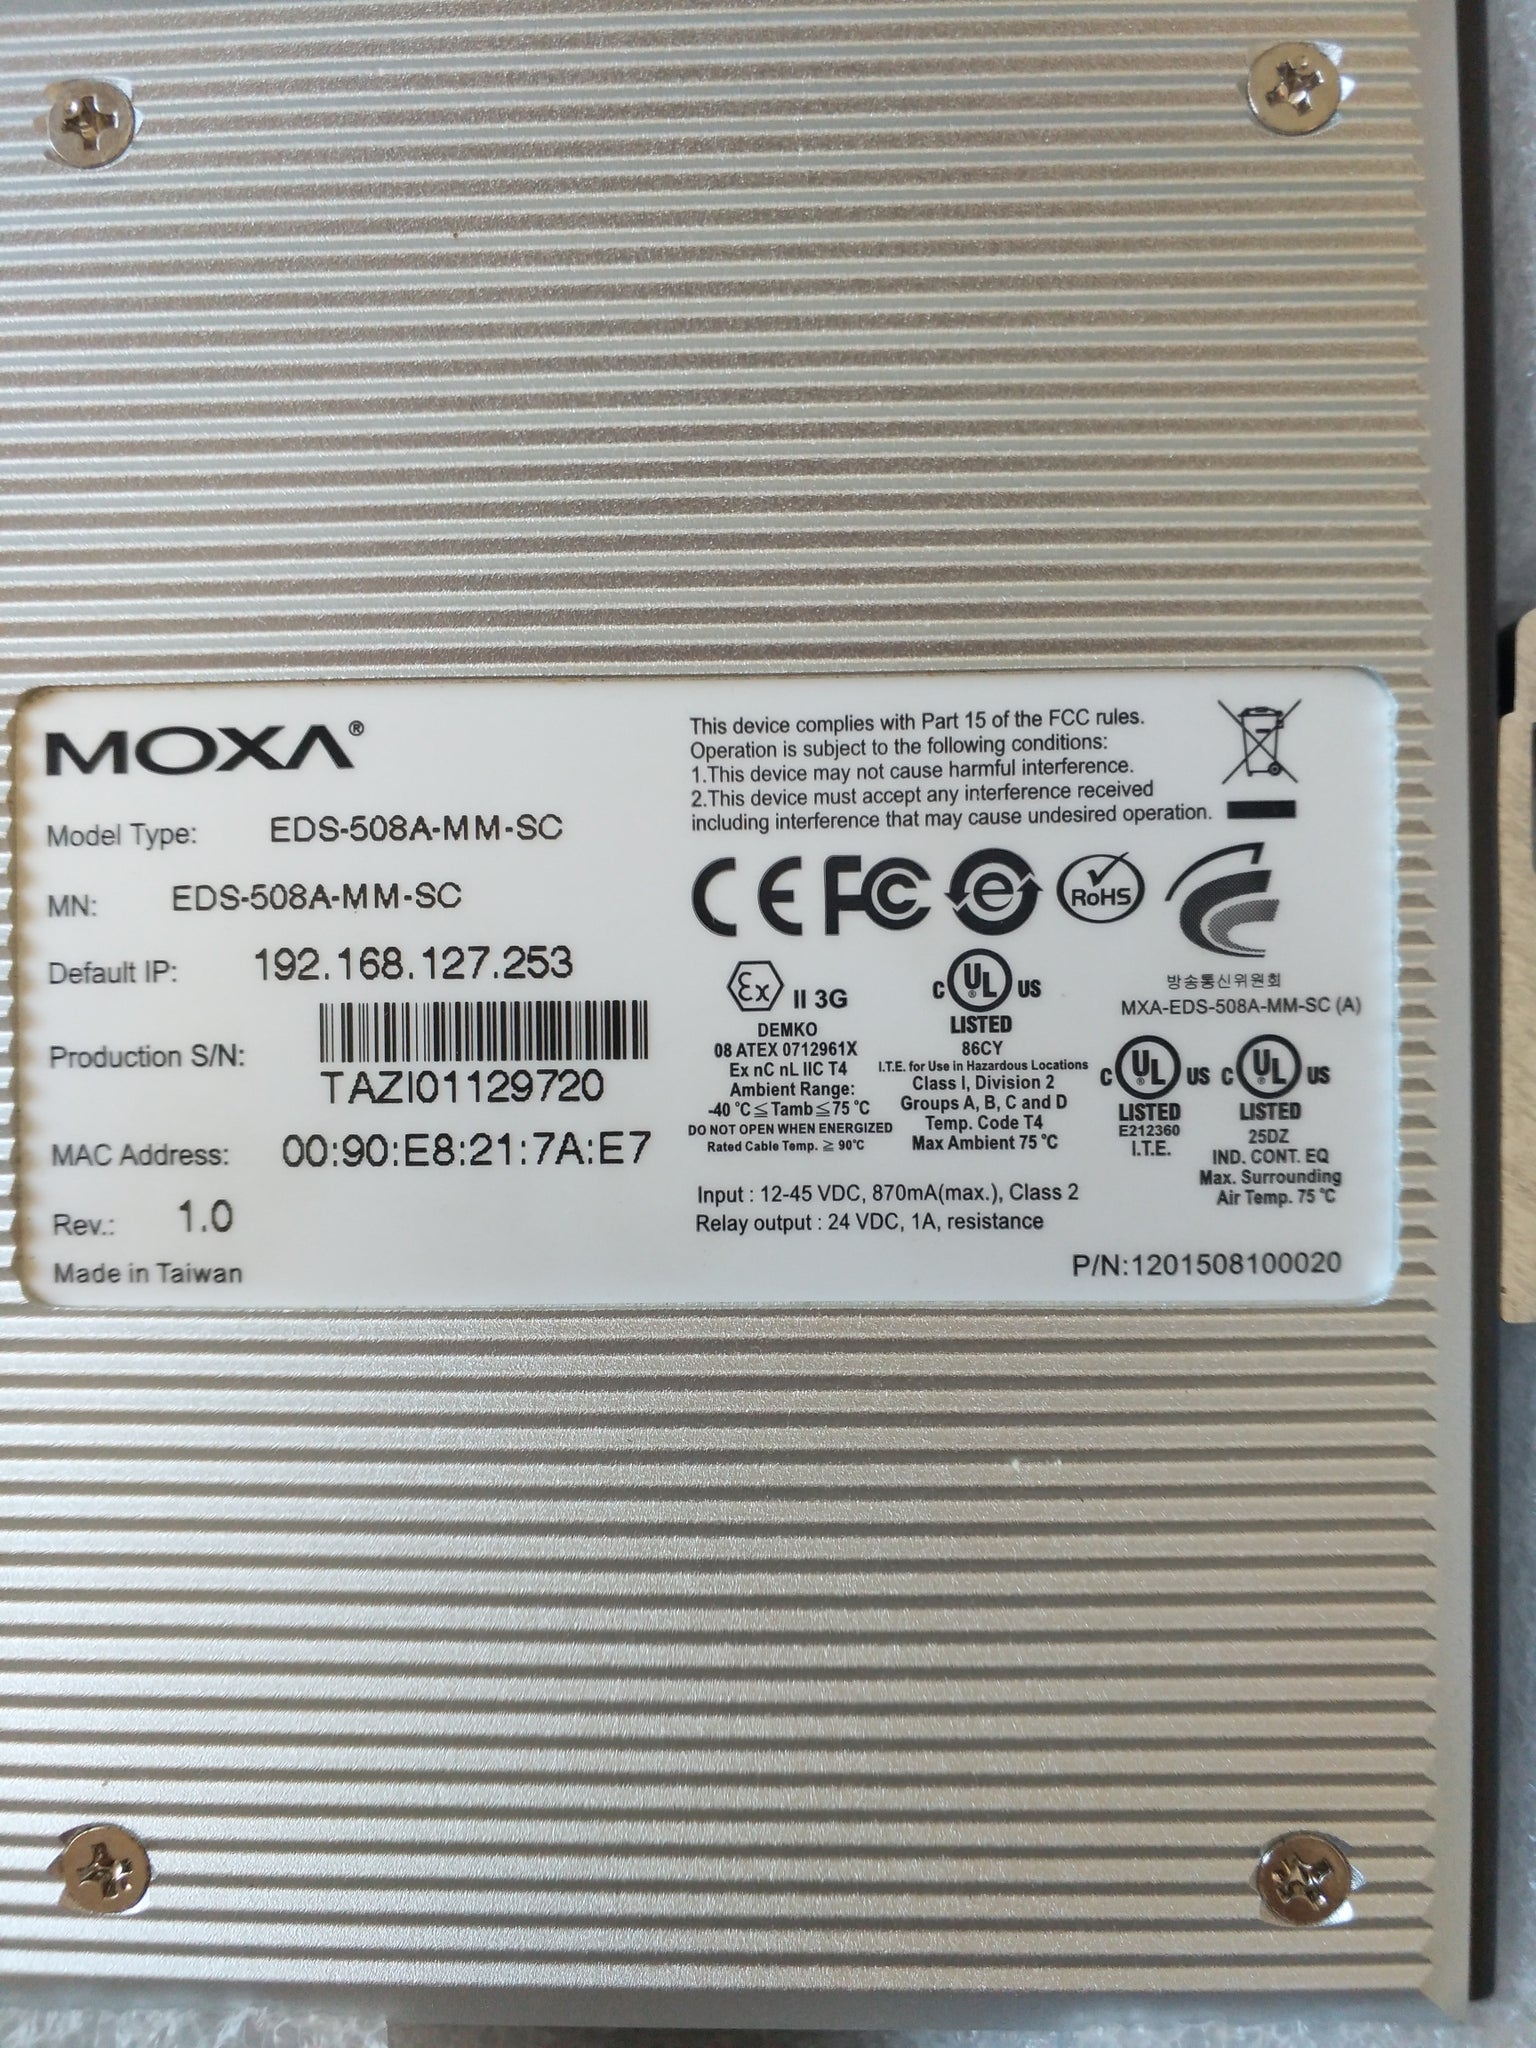 MOXA®
Model Type: EDS-508A-MM-SC
MN: EDS-508A-MM-SC
Default IP: 192.168.127.253
Production S/N:
TAZI01129720
MAC Address: 00:90:E8:21:7A:E7
Rev.: 1.0
Made in Taiwan
This device complies with Part 15 of the FCC rules.
Operation is subject to the following conditions:
1.This device may not cause harmful interference.
2.This device must accept any interference received
including interference that may cause undesired operation.
CE FC e RoHS
방송통신위원회
MXA-EDS-508A-MM-SC (A)
Ex II 3G
DEMKO
08 ATEX 0712961X
Ex nC nL IIC T4
Ambient Range:
-40 °C≦Tamb≦75 °C
DO NOT OPEN WHEN ENERGIZED
Rated Cable Temp. ≧ 90°C
C UL® US
LISTED
86CY
I.T.E. for Use in Hazardous Locations
Class I, Division 2
Groups A, B, C and D
Temp. Code T4
Max Ambient 75 °C
C UL® US
LISTED
E212360
I.T.E.
C UL® US
LISTED
25DZ
IND. CONT. EQ
Max. Surrounding
Air Temp. 75 °C
Input : 12-45 VDC, 870mA(max.), Class 2
Relay output : 24 VDC, 1A, resistance
P/N:1201508100020